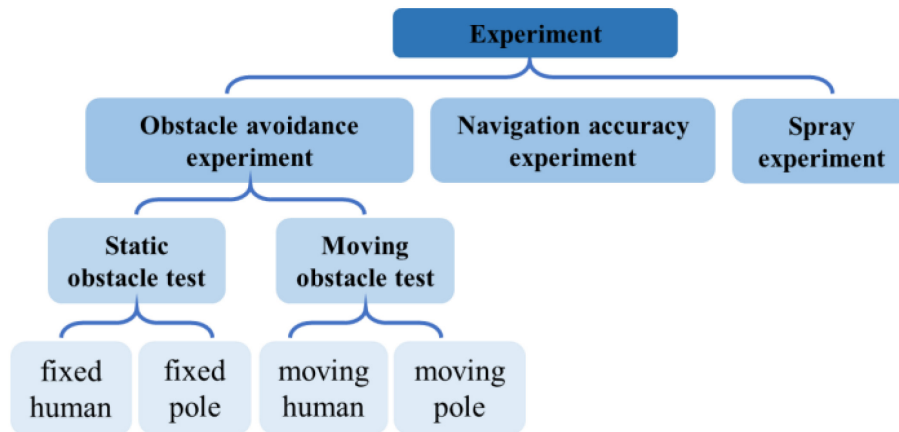 Experiment
Obstacle avoidance
experiment
Navigation accuracy
experiment
Spray
experiment
Static
obstacle test
Moving
obstacle test
fixed
human
fixed
pole
moving
human
moving
pole